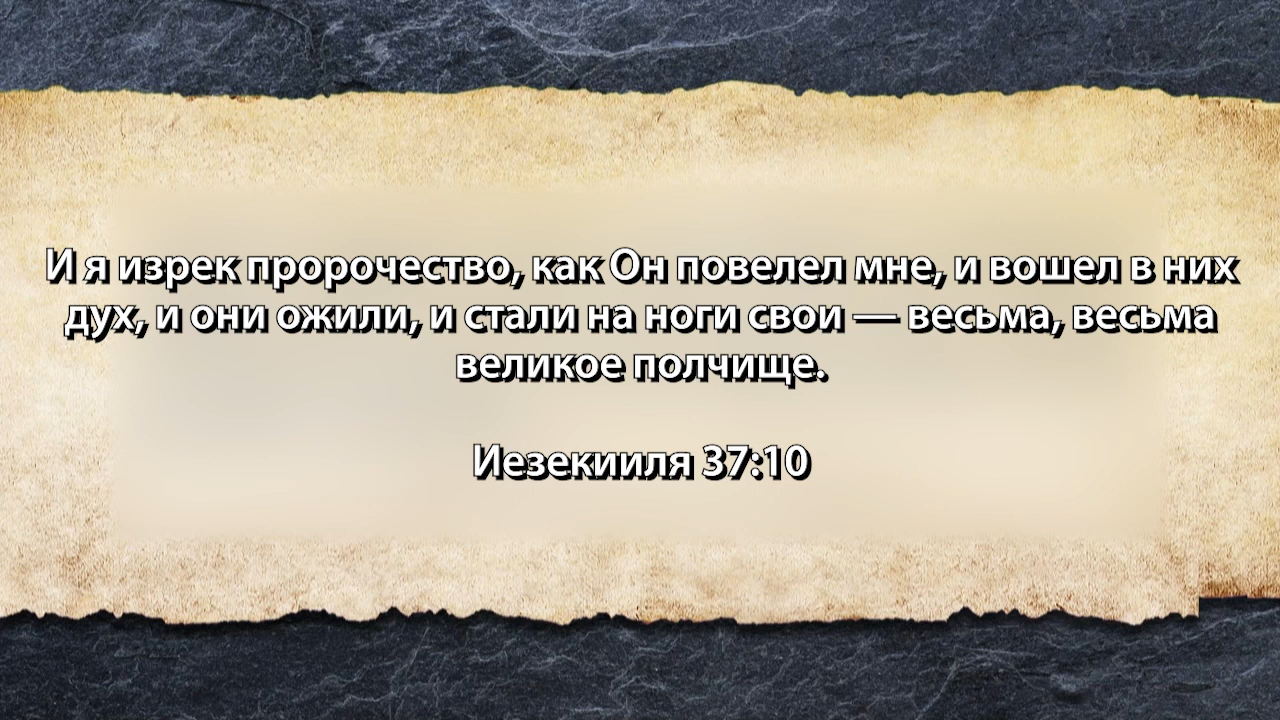 И я изрек пророчество, как Он повелел мне, и вошел в них
дух, и они ожили, и стали на ноги свои — весьма, весьма
великое полчище.
Иезекииля 37:10